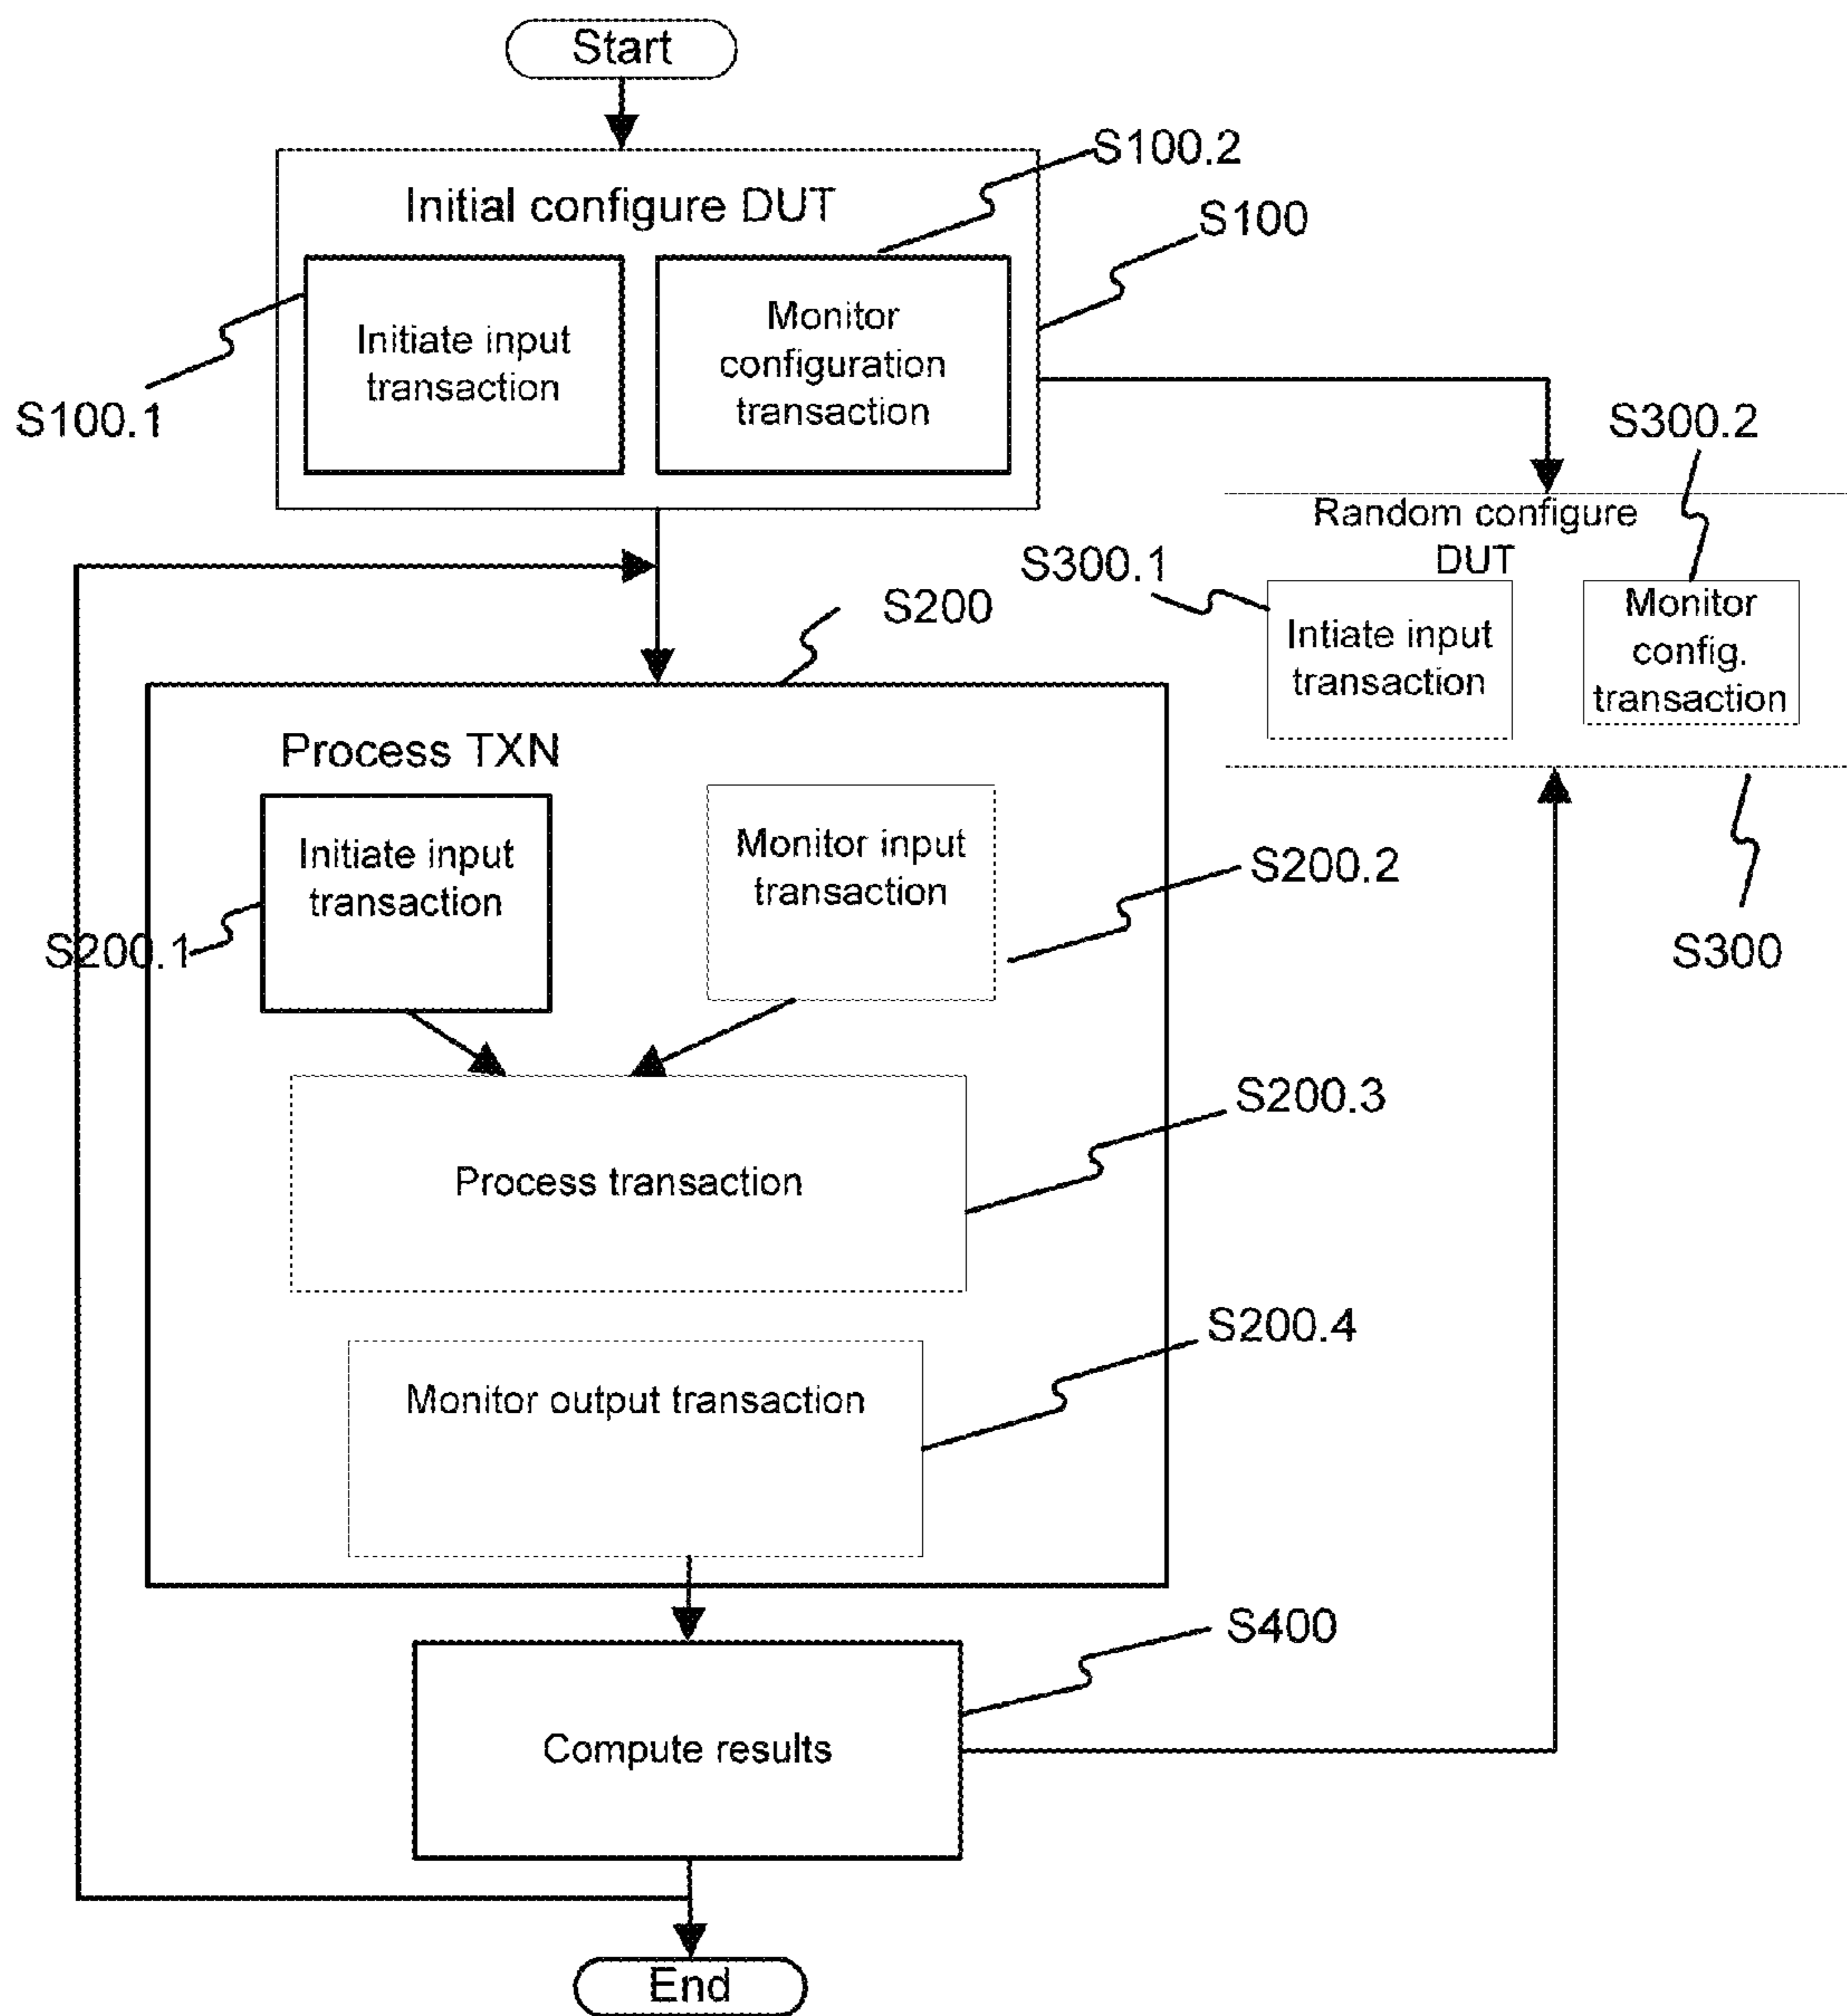 Start
S100.2
Initial configure DUT
S100
Initiate input
transaction
Monitor
configuration
transaction
S100.1
S300.2
Random configure
DUT
S300.1
Intiate input
transaction
Monitor
config.
transaction
S200
Process TXN
Initiate input
transaction
Monitor input
transaction
S200.2
S200.1
S300
S200.3
Process transaction
S200.4
Monitor output transaction
S400
Compute results
End